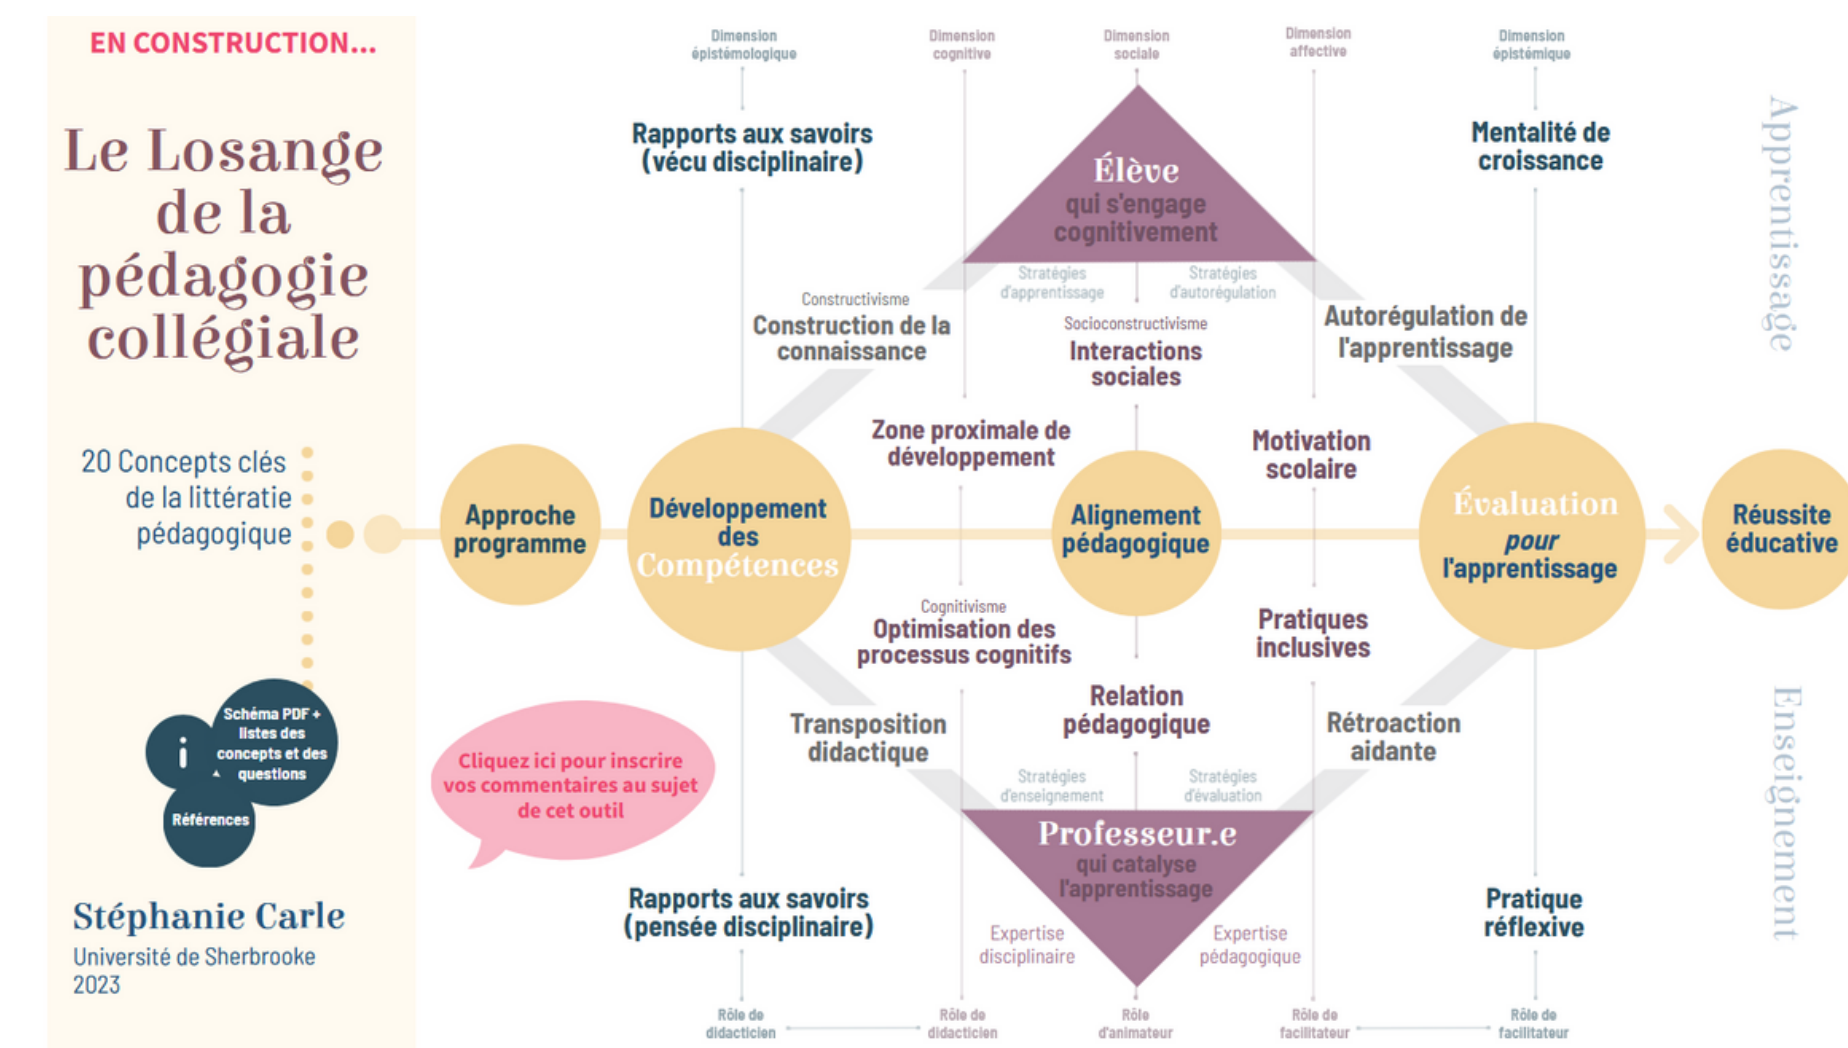 EN CONSTRUCTION...
Le Losange
de la
pédagogie
collégiale
20 Concepts clés
de la littératie
pédagogique
Schéma PDF +
listes des
concepts et des
questions
i
Références
Stéphanie Carle
Université de Sherbrooke
2023
Dimension
épistémologique
Dimension
cognitive
Dimension
sociale
Dimension
affective
Dimension
épistémique
Rapports aux savoirs
(vécu disciplinaire)
Élève
qui s'engage
cognitivement
Mentalité de
croissance
Apprentissage
Stratégies
d'apprentissage
Stratégies
d'autorégulation
Constructivisme
Construction de la
connaissance
Socioconstructivisme
Interactions
sociales
Autorégulation de
l'apprentissage
Zone proximale de
développement
Motivation
scolaire
Approche
programme
Développement
des
Compétences
Alignement
pédagogique
Évaluation
pour
l'apprentissage
Réussite
éducative
Cognitivisme
Optimisation des
processus cognitifs
Pratiques
inclusives
Relation
pédagogique
Transposition
didactique
Rétroaction
aidante
Cliquez ici pour inscrire
vos commentaires au sujet
de cet outil
Stratégies
d'enseignement
Stratégies
d'évaluation
Enseignement
Professeur.e
qui catalyse
l'apprentissage
Rapports aux savoirs
(pensée disciplinaire)
Expertise
disciplinaire
Expertise
pédagogique
Pratique
réflexive
Rôle de
didacticien
Rôle de
didacticien
Rôle
d'animateur
Rôle de
facilitateur
Rôle de
facilitateur